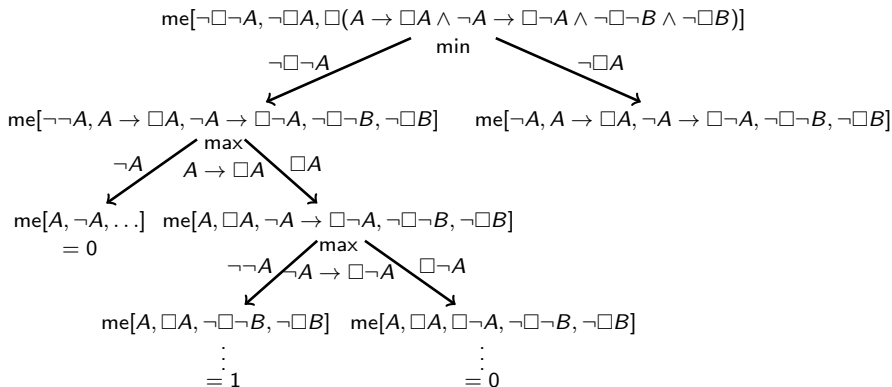 me[¬□¬A, ¬□A, □(A → □A ∧ ¬A → □¬A ∧ ¬□¬B ∧ ¬□B)]
min
¬□¬A ¬□A
me[¬¬A, A → □A, ¬A → □¬A, ¬□¬B, ¬□B] me[¬A, A → □A, ¬A → □¬A, ¬□¬B, ¬□B]
max
¬A A → □A □A
me[A, ¬A, . . .] me[A, □A, ¬A → □¬A, ¬□¬B, ¬□B]
= 0 max
¬¬A ¬A → □¬A □¬A
me[A, □A, ¬□¬B, ¬□B] me[A, □A, □¬A, ¬□¬B, ¬□B]
⋮ ⋮
= 1 = 0